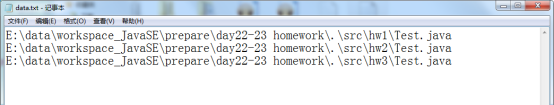 data.txt - 记事本
文件(F) 编辑(E) 格式(O) 查看(V) 帮助(H)
E:\data\workspace_JavaSE\prepare\day22-23 homework\.\src\hw1\Test.java
E:\data\workspace_JavaSE\prepare\day22-23 homework\.\src\hw2\Test.java
E:\data\workspace_JavaSE\prepare\day22-23 homework\.\src\hw3\Test.java